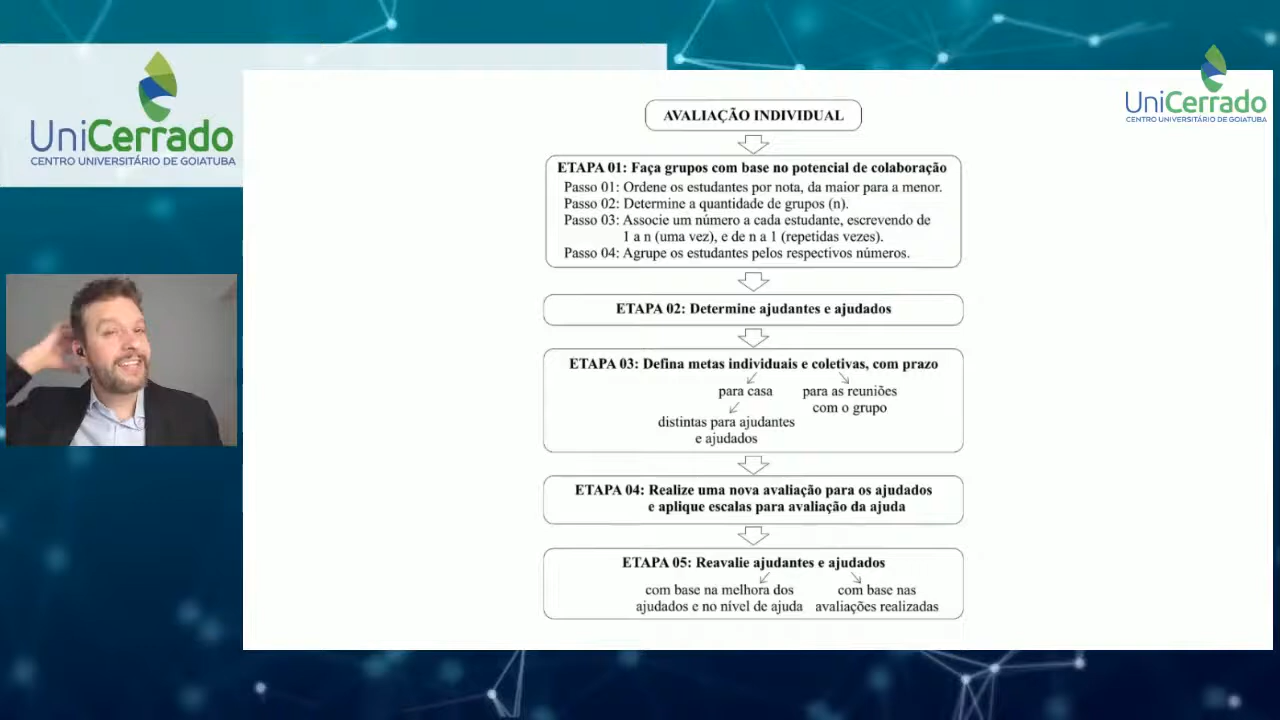 UniCerrado
CENTRO UNIVERSITÁRIO DE GOIATUBA
UniCerrado
CENTRO UNIVERSITÁRIO DE GOIATUBA
AVALIAÇÃO INDIVIDUAL
ETAPA 01: Faça grupos com base no potencial de colaboração
Passo 01: Ordene os estudantes por nota, da maior para a menor.
Passo 02: Determine a quantidade de grupos (n).
Passo 03: Associe um número a cada estudante, escrevendo de
1 a n (uma vez), e de n a 1 (repetidas vezes).
Passo 04: Agrupe os estudantes pelos respectivos números.
ETAPA 02: Determine ajudantes e ajudados
ETAPA 03: Defina metas individuais e coletivas, com prazo
para casa
para as reuniões
com o grupo
distintas para ajudantes
e ajudados
ETAPA 04: Realize uma nova avaliação para os ajudados
e aplique escalas para avaliação da ajuda
ETAPA 05: Reavalie ajudantes e ajudados
com base na melhora dos
ajudados e no nível de ajuda
com base nas
avaliações realizadas